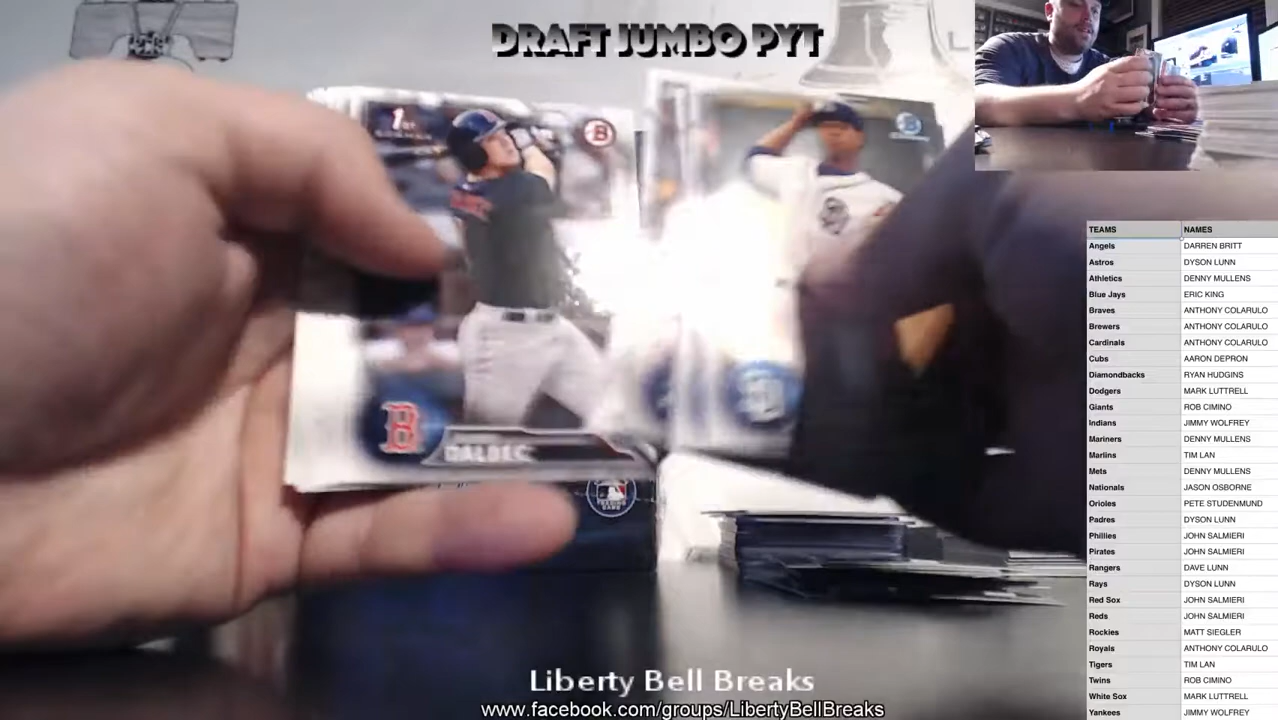 DRAFT JUMBO PYT
1st
B
B
DALBEC
TEAMS NAMES
Angels DARREN BRITT
Astros DYSON LUNN
Athletics DENNY MULLENS
Blue Jays ERIC KING
Braves ANTHONY COLARULO
Brewers ANTHONY COLARULO
Cardinals ANTHONY COLARULO
Cubs AARON DEPRON
Diamondbacks RYAN HUDGINS
Dodgers MARK LUTTRELL
Giants ROB CIMINO
Indians JIMMY WOLFREY
Mariners DENNY MULLENS
Marlins TIM LAN
Mets DENNY MULLENS
Nationals JASON OSBORNE
Orioles PETE STUDENMUND
Padres DYSON LUNN
Phillies JOHN SALMIERI
Pirates JOHN SALMIERI
Rangers DAVE LUNN
Rays DYSON LUNN
Red Sox JOHN SALMIERI
Reds JOHN SALMIERI
Rockies MATT SIEGLER
Royals ANTHONY COLARULO
Tigers TIM LAN
Twins ROB CIMINO
White Sox MARK LUTTRELL
Yankees JIMMY WOLFREY
Liberty Bell Breaks
www.facebook.com/groups/LibertyBellBreaks